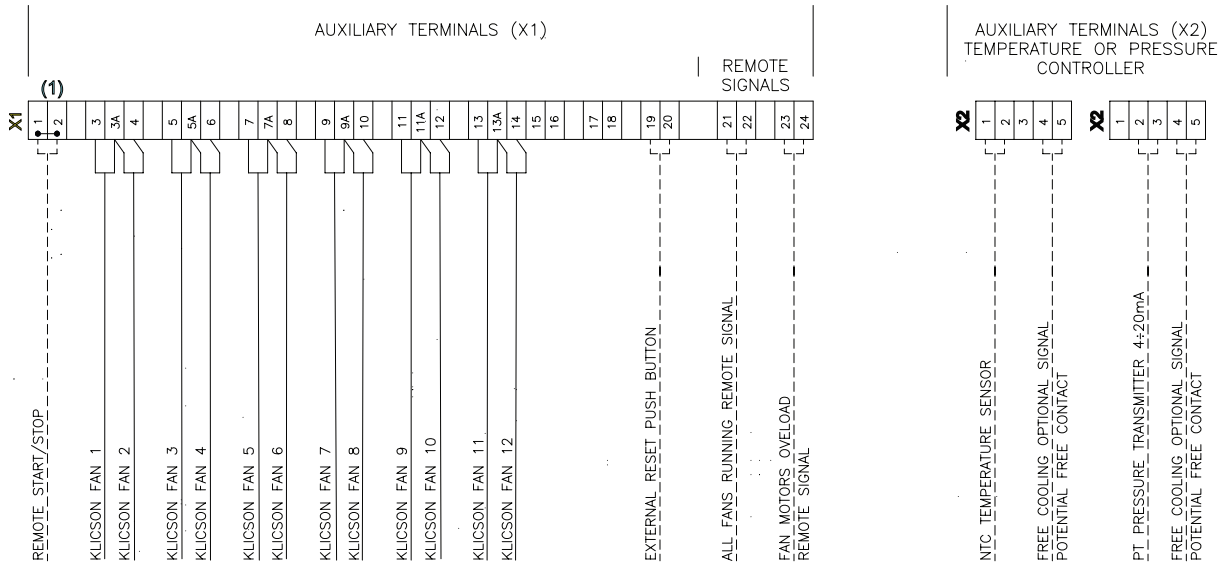 AUXILIARY TERMINALS (X1)
REMOTE
SIGNALS
AUXILIARY TERMINALS (X2)
TEMPERATURE OR PRESSURE
CONTROLLER
(1)
X1
1 2 3 3A 4 5 5A 6 7 7A 8 9 9A 10 11 11A 12 13 13A 14 15 16 17 18 19 20 21 22 23 24
X2
1 2 3 4 5
X2
1 2 3 4 5
REMOTE START/STOP
KLICSON FAN 1
KLICSON FAN 2
KLICSON FAN 3
KLICSON FAN 4
KLICSON FAN 5
KLICSON FAN 6
KLICSON FAN 7
KLICSON FAN 8
KLICSON FAN 9
KLICSON FAN 10
KLICSON FAN 11
KLICSON FAN 12
EXTERNAL RESET PUSH BUTTON
ALL FANS RUNNING REMOTE SIGNAL
FAN MOTORS OVELOAD
REMOTE SIGNAL
NTC TEMPERATURE SENSOR
FREE COOLING OPTIONAL SIGNAL
POTENTIAL FREE CONTACT
PT PRESSURE TRANSMITTER 4÷20mA
FREE COOLING OPTIONAL SIGNAL
POTENTIAL FREE CONTACT